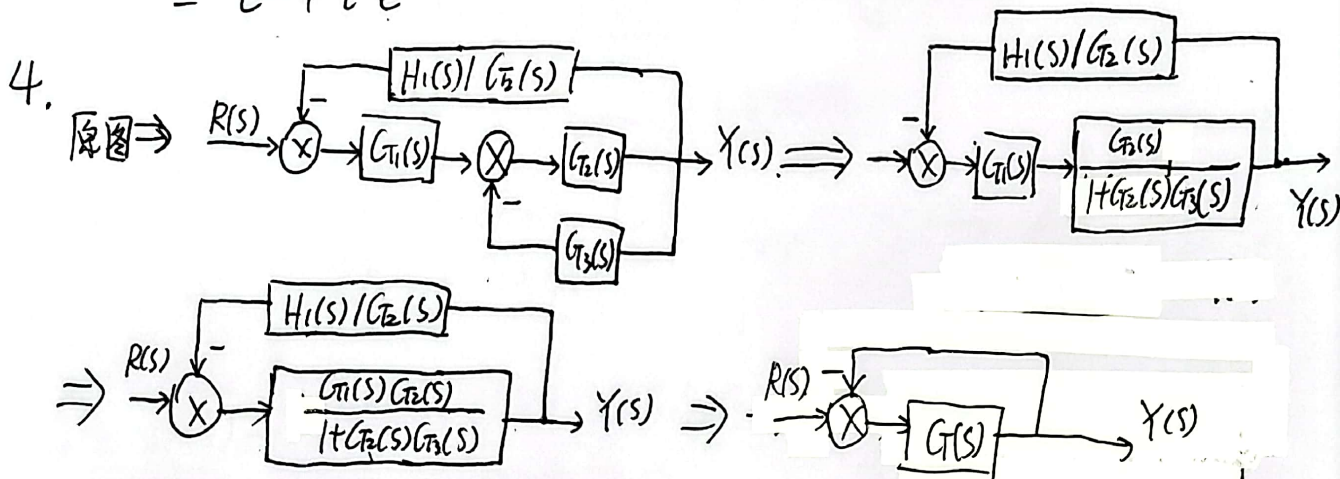 4.
原图⇒ R(S) G1(S) G2(S) Y(S) ⇒
H1(S)/G2(S)
-
-
G3(S)
H1(S)/G2(S)
-
G1(S) G2(S)/1+G2(S)G3(S)
Y(S)
H1(S)/G2(S)
-
⇒ R(S) G1(S)G2(S)/1+G2(S)G3(S) Y(S) ⇒
-
R(S) G(S) Y(S)